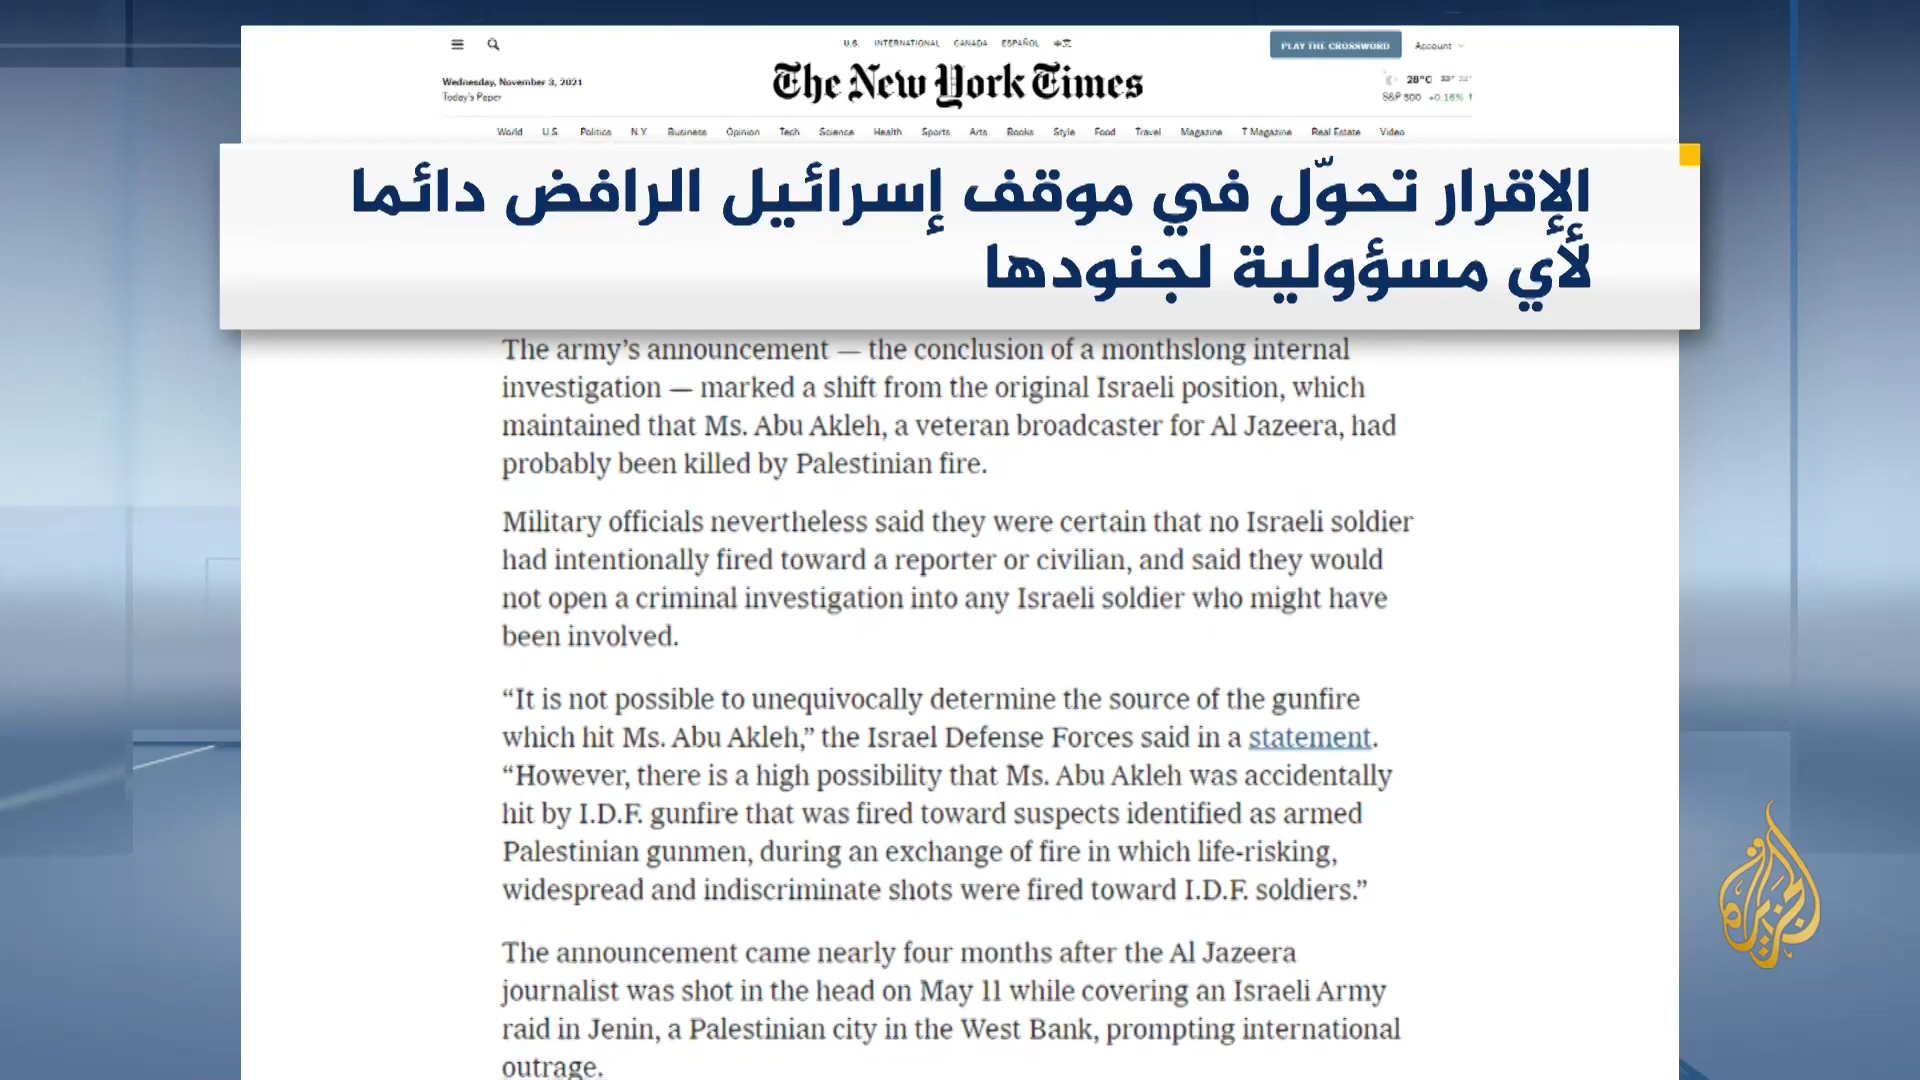 U.S. INTERNATIONAL CANADA ESPAÑOL 中文
PLAY THE CROSSWORD Account
Wednesday, November 3, 2021
Today's Paper
The New York Times
28°C
S&P 500 +0.16% ↑
World U.S. Politics N.Y. Business Opinion Tech Science Health Sports Arts Books Style Food Travel Magazine T Magazine Real Estate Video
الإقرار تحوّل في موقف إسرائيل الرافض دائما
لأي مسؤولية لجنودها
The army's announcement — the conclusion of a monthslong internal
investigation — marked a shift from the original Israeli position, which
maintained that Ms. Abu Akleh, a veteran broadcaster for Al Jazeera, had
probably been killed by Palestinian fire.
Military officials nevertheless said they were certain that no Israeli soldier
had intentionally fired toward a reporter or civilian, and said they would
not open a criminal investigation into any Israeli soldier who might have
been involved.
“It is not possible to unequivocally determine the source of the gunfire
which hit Ms. Abu Akleh,” the Israel Defense Forces said in a statement.
“However, there is a high possibility that Ms. Abu Akleh was accidentally
hit by I.D.F. gunfire that was fired toward suspects identified as armed
Palestinian gunmen, during an exchange of fire in which life-risking,
widespread and indiscriminate shots were fired toward I.D.F. soldiers.”
The announcement came nearly four months after the Al Jazeera
journalist was shot in the head on May 11 while covering an Israeli Army
raid in Jenin, a Palestinian city in the West Bank, prompting international
outrage.
الجزيرة